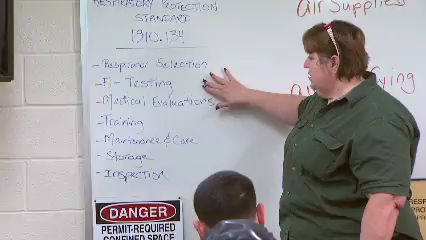 RESPIRATORY PROTECTION
STANDARD
1910.134
- Respirator Selection
- Fit-Testing
- Medical Evaluations
- Training
- Maintenance & Care
- Storage
- Inspection
Air Supplies
DANGER
PERMIT-REQUIRED
CONFINED SPACE